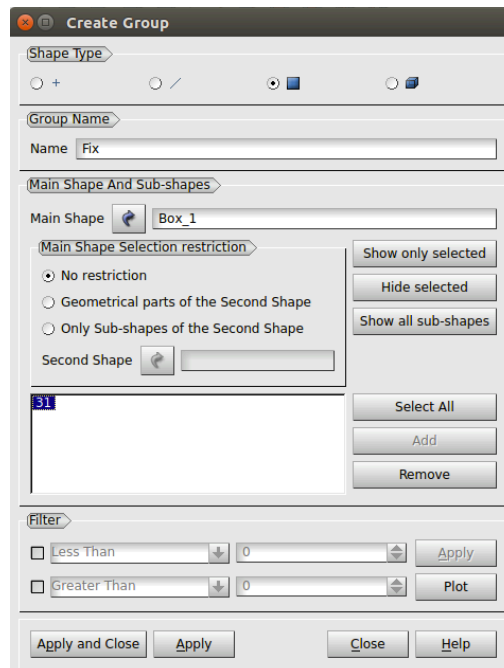 Create Group
Shape Type
Group Name
Name Fix
Main Shape And Sub-shapes
Main Shape Box_1
Main Shape Selection restriction
No restriction
Geometrical parts of the Second Shape
Only Sub-shapes of the Second Shape
Second Shape
Show only selected
Hide selected
Show all sub-shapes
31
Select All
Add
Remove
Filter
Less Than 0 Apply
Greater Than 0 Plot
Apply and Close Apply Close Help